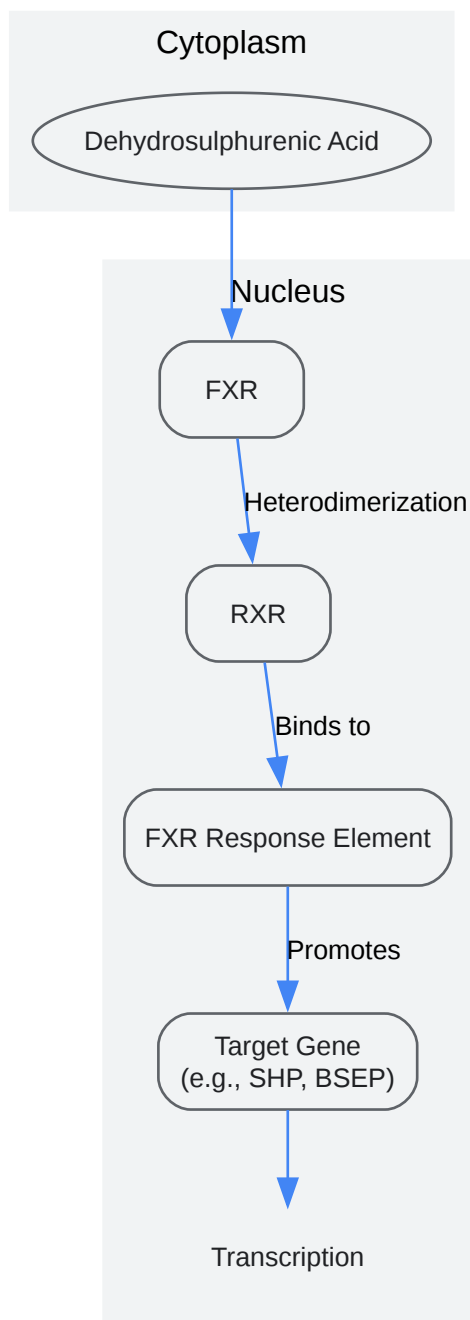 Cytoplasm
Dehydrosulphurenic Acid
Nucleus
FXR
Heterodimerization
RXR
Binds to
FXR Response Element
Promotes
Target Gene
(e.g., SHP, BSEP)
Transcription